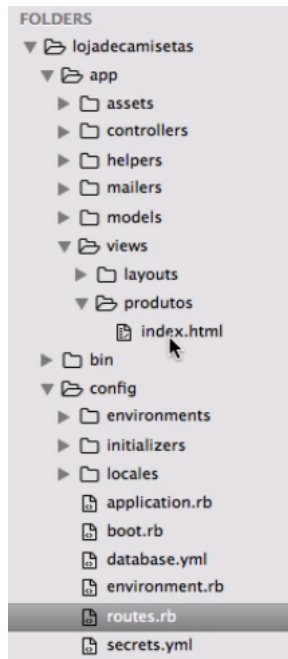 FOLDERS
lojadecamisetas
app
assets
controllers
helpers
mailers
models
views
layouts
produtos
index.html
bin
config
environments
initializers
locales
application.rb
boot.rb
database.yml
environment.rb
routes.rb
secrets.yml